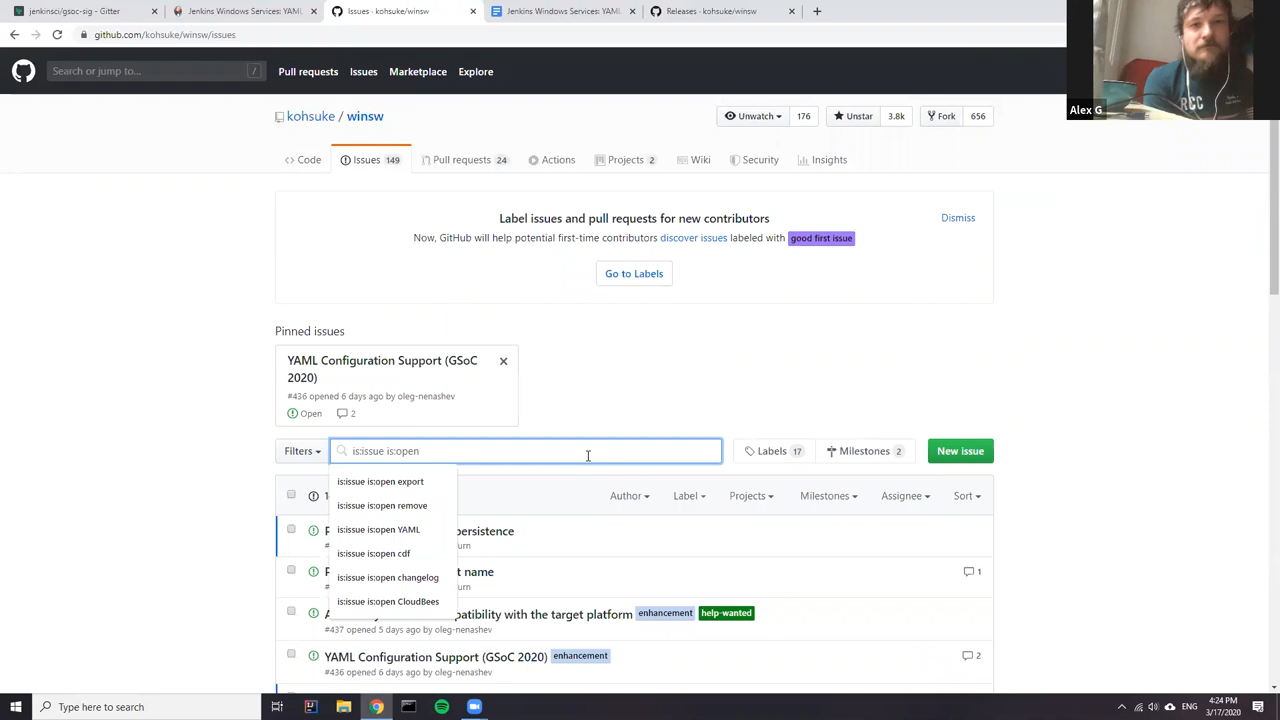 jenkinsci/gsoc-sig - Gitter
Jenkins Windows Services: YAML
Issues · kohsuke/winsw
Jenkins Windows Services: YAML
Releases · kohsuke/winsw
github.com/kohsuke/winsw/issues
Search or jump to...
/
Pull requests
Issues
Marketplace
Explore
Alex G
kohsuke / winsw
Unwatch 176
Unstar 3.8k
Fork 656
Code
Issues 149
Pull requests 24
Actions
Projects 2
Wiki
Security
Insights
Label issues and pull requests for new contributors
Dismiss
Now, GitHub will help potential first-time contributors discover issues labeled with good first issue
Go to Labels
Pinned issues
YAML Configuration Support (GSoC
2020)
#436 opened 6 days ago by oleg-nenashev
Open 2
Filters
is:issue is:open
Labels 17
Milestones 2
New issue
is:issue is:open export
is:issue is:open remove
is:issue is:open YAML
is:issue is:open cdf
is:issue is:open changelog
is:issue is:open CloudBees
Author
Label
Projects
Milestones
Assignee
Sort
persistence
t name
1
patibility with the target platform enhancement help-wanted
#437 opened 5 days ago by oleg-nenashev
YAML Configuration Support (GSoC 2020) enhancement
2
#436 opened 6 days ago by oleg-nenashev
Type here to search
ENG
4:24 PM
3/17/2020